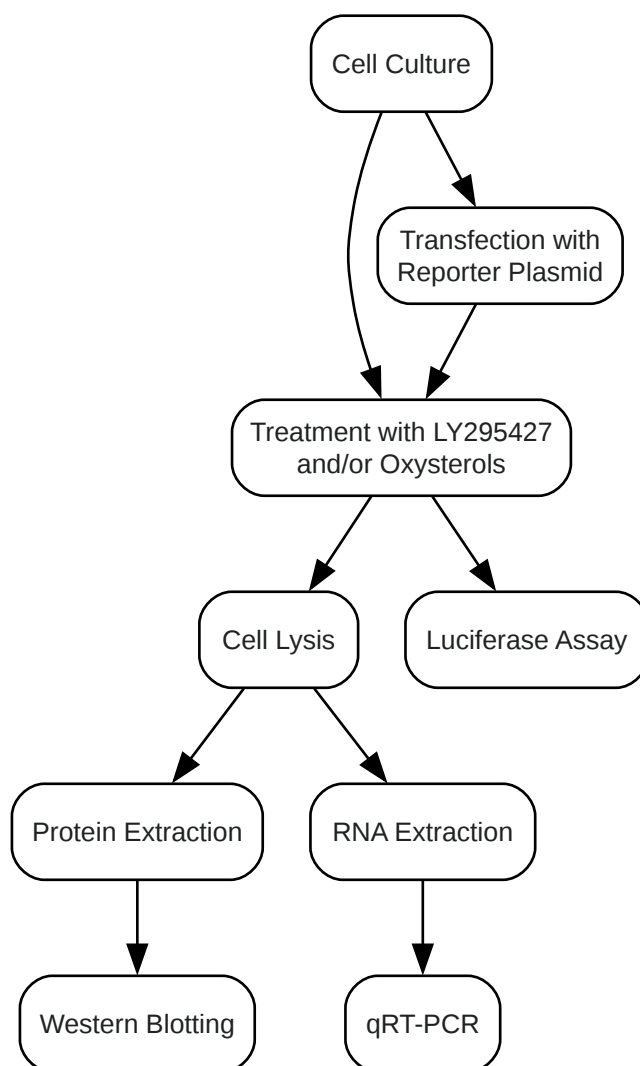 Cell Culture
Transfection with
Reporter Plasmid
Treatment with LY295427
and/or Oxysterols
Cell Lysis
Luciferase Assay
Protein Extraction
RNA Extraction
Western Blotting
qRT-PCR